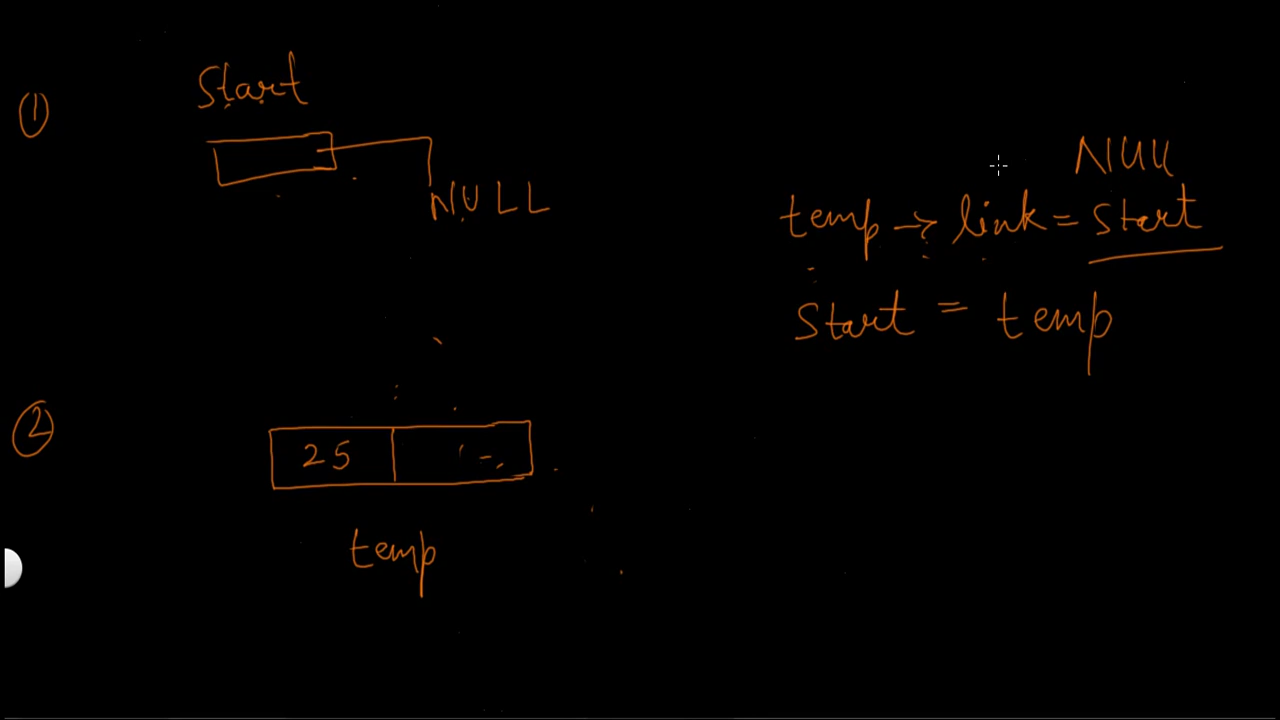 ①
Start
NULL
NULL
temp → link = Start
Start = temp
②
25
temp